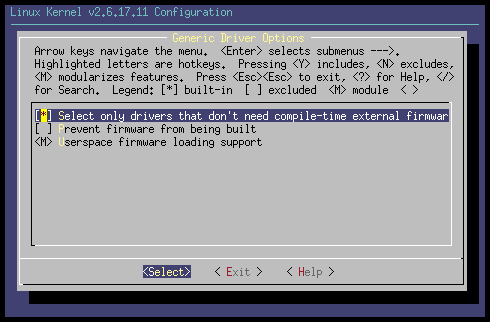 Linux Kernel v2.6.17.11 Configuration
Generic Driver Options
Arrow keys navigate the menu. <Enter> selects submenus --->.
Highlighted letters are hotkeys. Pressing <Y> includes, <N> excludes,
<M> modularizes features. Press <Esc><Esc> to exit, <?> for Help, </>
for Search. Legend: [*] built-in [ ] excluded <M> module < >
[*] Select only drivers that don't need compile-time external firmwar
[ ] Prevent firmware from being built
<M> Userspace firmware loading support
<Select> < Exit > < Help >